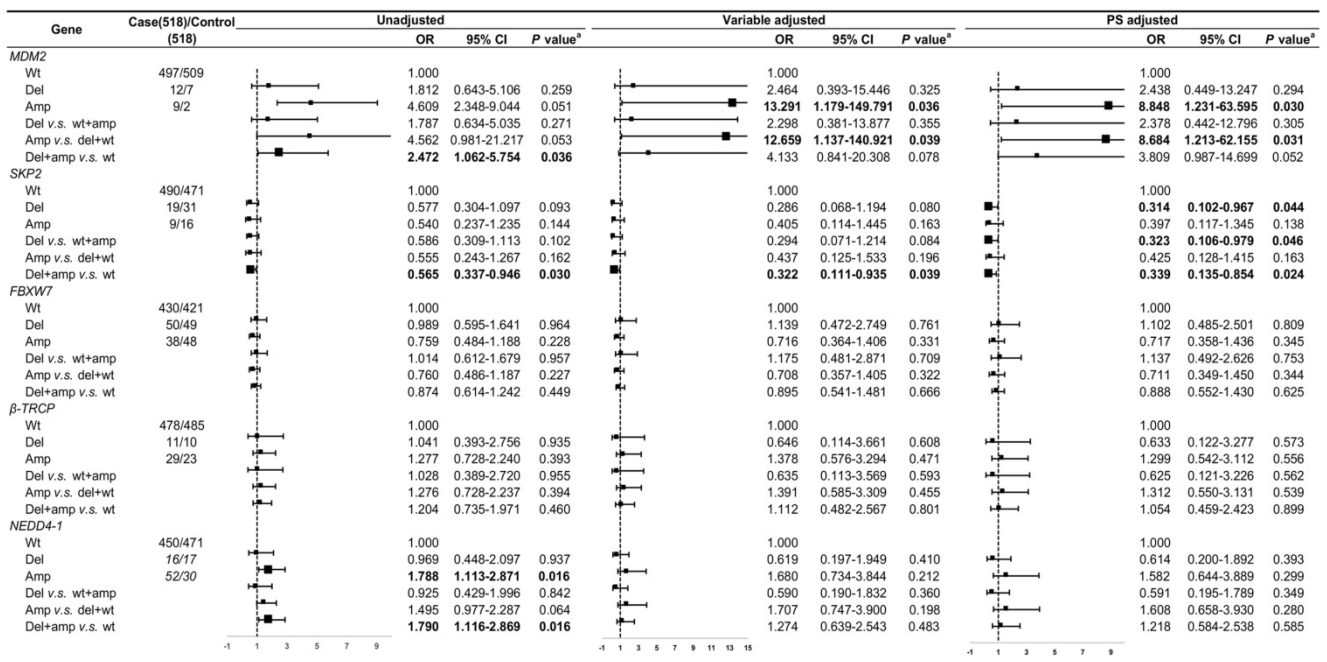 Gene Case(518)/Control (518) Unadjusted Variable adjusted PS adjusted
OR 95% CI P valueᵃ OR 95% CI P valueᵃ OR 95% CI P valueᵃ
MDM2
Wt 497/509 1.000 1.000 1.000
Del 12/7 1.812 0.643-5.106 0.259 2.464 0.393-15.446 0.325 2.438 0.449-13.247 0.294
Amp 9/2 4.609 2.348-9.044 0.051 13.291 1.179-149.791 0.036 8.848 1.231-63.595 0.030
Del v.s. wt+amp 1.787 0.634-5.035 0.271 2.298 0.381-13.877 0.355 2.378 0.442-12.796 0.305
Amp v.s. del+wt 4.562 0.981-21.217 0.053 12.659 1.137-140.921 0.039 8.684 1.213-62.155 0.031
Del+amp v.s. wt 2.472 1.062-5.754 0.036 4.133 0.841-20.308 0.078 3.809 0.987-14.699 0.052
SKP2
Wt 490/471 1.000 1.000 1.000
Del 19/31 0.577 0.304-1.097 0.093 0.286 0.068-1.194 0.080 0.314 0.102-0.967 0.044
Amp 9/16 0.540 0.237-1.235 0.144 0.405 0.114-1.445 0.163 0.397 0.117-1.345 0.138
Del v.s. wt+amp 0.586 0.309-1.113 0.102 0.294 0.071-1.214 0.084 0.323 0.106-0.979 0.046
Amp v.s. del+wt 0.555 0.243-1.267 0.162 0.437 0.125-1.533 0.196 0.425 0.128-1.415 0.163
Del+amp v.s. wt 0.565 0.337-0.946 0.030 0.322 0.111-0.935 0.039 0.339 0.135-0.854 0.024
FBXW7
Wt 430/421 1.000 1.000 1.000
Del 50/49 0.989 0.595-1.641 0.964 1.139 0.472-2.749 0.761 1.102 0.485-2.501 0.809
Amp 38/48 0.759 0.484-1.188 0.228 0.716 0.364-1.406 0.331 0.717 0.358-1.436 0.345
Del v.s. wt+amp 1.014 0.612-1.679 0.957 1.175 0.481-2.871 0.709 1.137 0.492-2.626 0.753
Amp v.s. del+wt 0.760 0.486-1.187 0.227 0.708 0.357-1.405 0.322 0.711 0.349-1.450 0.344
Del+amp v.s. wt 0.874 0.614-1.242 0.449 0.895 0.541-1.481 0.666 0.888 0.552-1.430 0.625
β-TRCP
Wt 478/485 1.000 1.000 1.000
Del 11/10 1.041 0.393-2.756 0.935 0.646 0.114-3.661 0.608 0.633 0.122-3.277 0.573
Amp 29/23 1.277 0.728-2.240 0.393 1.378 0.576-3.294 0.471 1.299 0.542-3.112 0.556
Del v.s. wt+amp 1.028 0.389-2.720 0.955 0.635 0.113-3.569 0.593 0.625 0.121-3.226 0.562
Amp v.s. del+wt 1.276 0.728-2.237 0.394 1.391 0.585-3.309 0.455 1.312 0.550-3.131 0.539
Del+amp v.s. wt 1.204 0.735-1.971 0.460 1.112 0.482-2.567 0.801 1.054 0.459-2.423 0.899
NEDD4-1
Wt 450/471 1.000 1.000 1.000
Del 16/17 0.969 0.448-2.097 0.937 0.619 0.197-1.949 0.410 0.614 0.200-1.892 0.393
Amp 52/30 1.788 1.113-2.871 0.016 1.680 0.734-3.844 0.212 1.582 0.644-3.889 0.299
Del v.s. wt+amp 0.925 0.429-1.996 0.842 0.590 0.190-1.832 0.360 0.591 0.195-1.789 0.349
Amp v.s. del+wt 1.495 0.977-2.287 0.064 1.707 0.747-3.900 0.198 1.608 0.658-3.930 0.280
Del+amp v.s. wt 1.790 1.116-2.869 0.016 1.274 0.639-2.543 0.483 1.218 0.584-2.538 0.585
-1 1 3 5 7 9 -1 1 3 5 7 9 11 13 15 -1 1 3 5 7 9